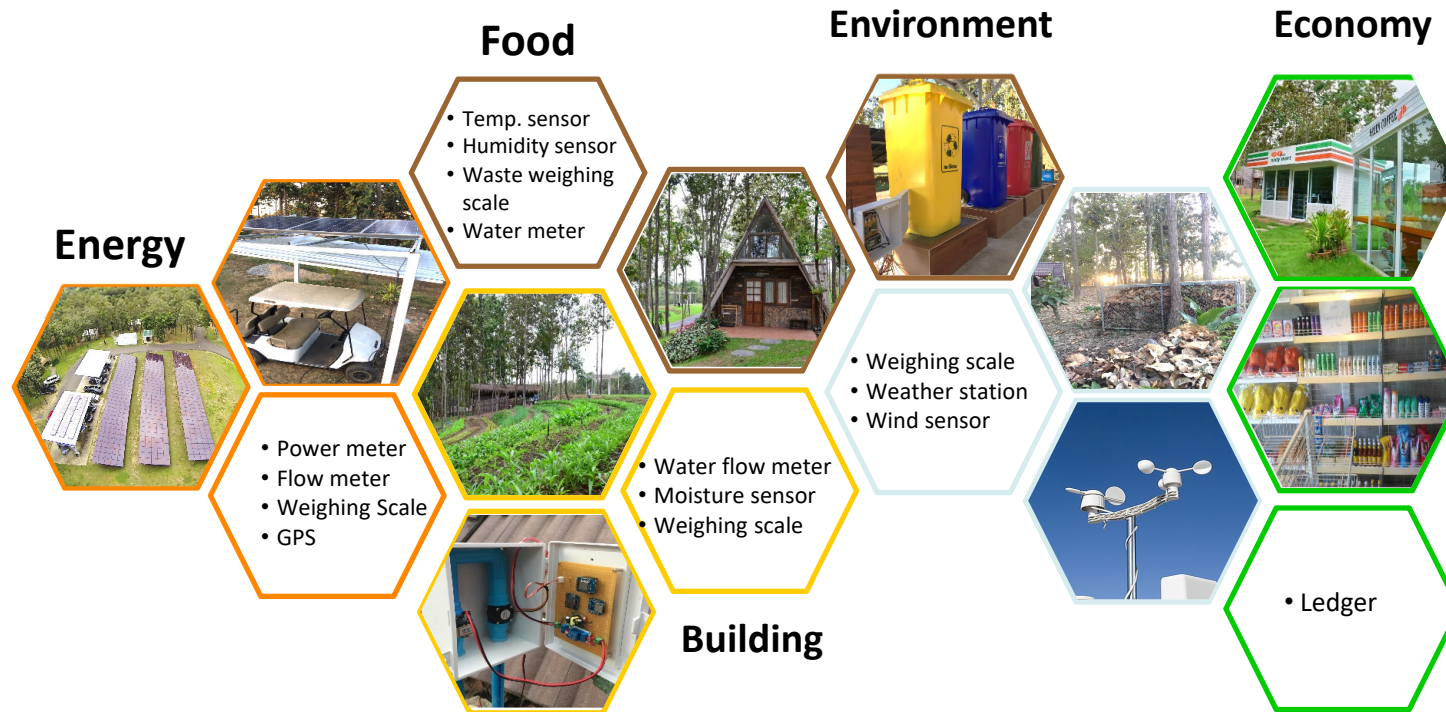 Food
Environment
Economy
Energy
Building
• Temp. sensor
• Humidity sensor
• Waste weighing
scale
• Water meter
• Power meter
• Flow meter
• Weighing Scale
• GPS
• Water flow meter
• Moisture sensor
• Weighing scale
• Weighing scale
• Weather station
• Wind sensor
• Ledger